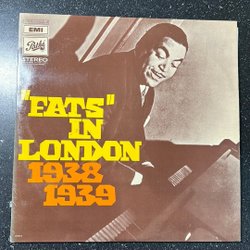 EMI
Pathé
STEREO
"FATS"
IN
LONDON
1938
1939